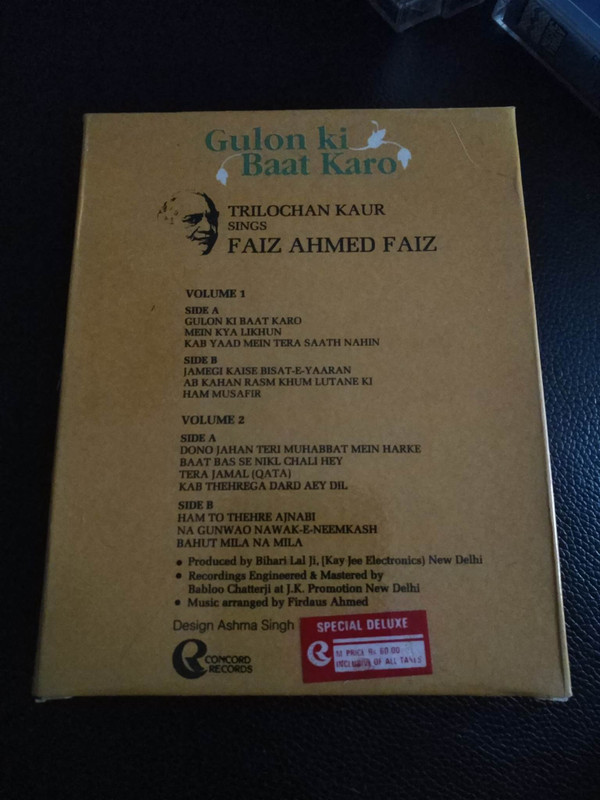 Gulon ki
Baat Karo
TRILOCHAN KAUR
SINGS
FAIZ AHMED FAIZ
VOLUME 1
SIDE A
GULON KI BAAT KARO
MEIN KYA LIKHUN
KAB YAAD MEIN TERA SAATH NAHIN
SIDE B
JAMEGI KAISE BISAT-E-YAARAN
AB KAHAN RASM KHUM LUTANE KI
HAM MUSAFIR
VOLUME 2
SIDE A
DONO JAHAN TERI MUHABBAT MEIN HARKE
BAAT BAS SE NIKL CHALI HEY
TERA JAMAL (QATA)
KAB THEHREGA DARD AEY DIL
SIDE B
HAM TO THEHRE AJNABI
NA GUNWAO NAWAK-E-NEEMKASH
BAHUT MILA NA MILA
• Produced by Bihari Lal Ji, (Kay Jee Electronics) New Delhi
• Recordings Engineered & Mastered by
Babloo Chatterji at J.K. Promotion New Delhi
• Music arranged by Firdaus Ahmed
Design Ashma Singh
SPECIAL DELUXE
PRICE Rs 60.00
INCLUSIVE OF ALL TAXES
CONCORD
RECORDS